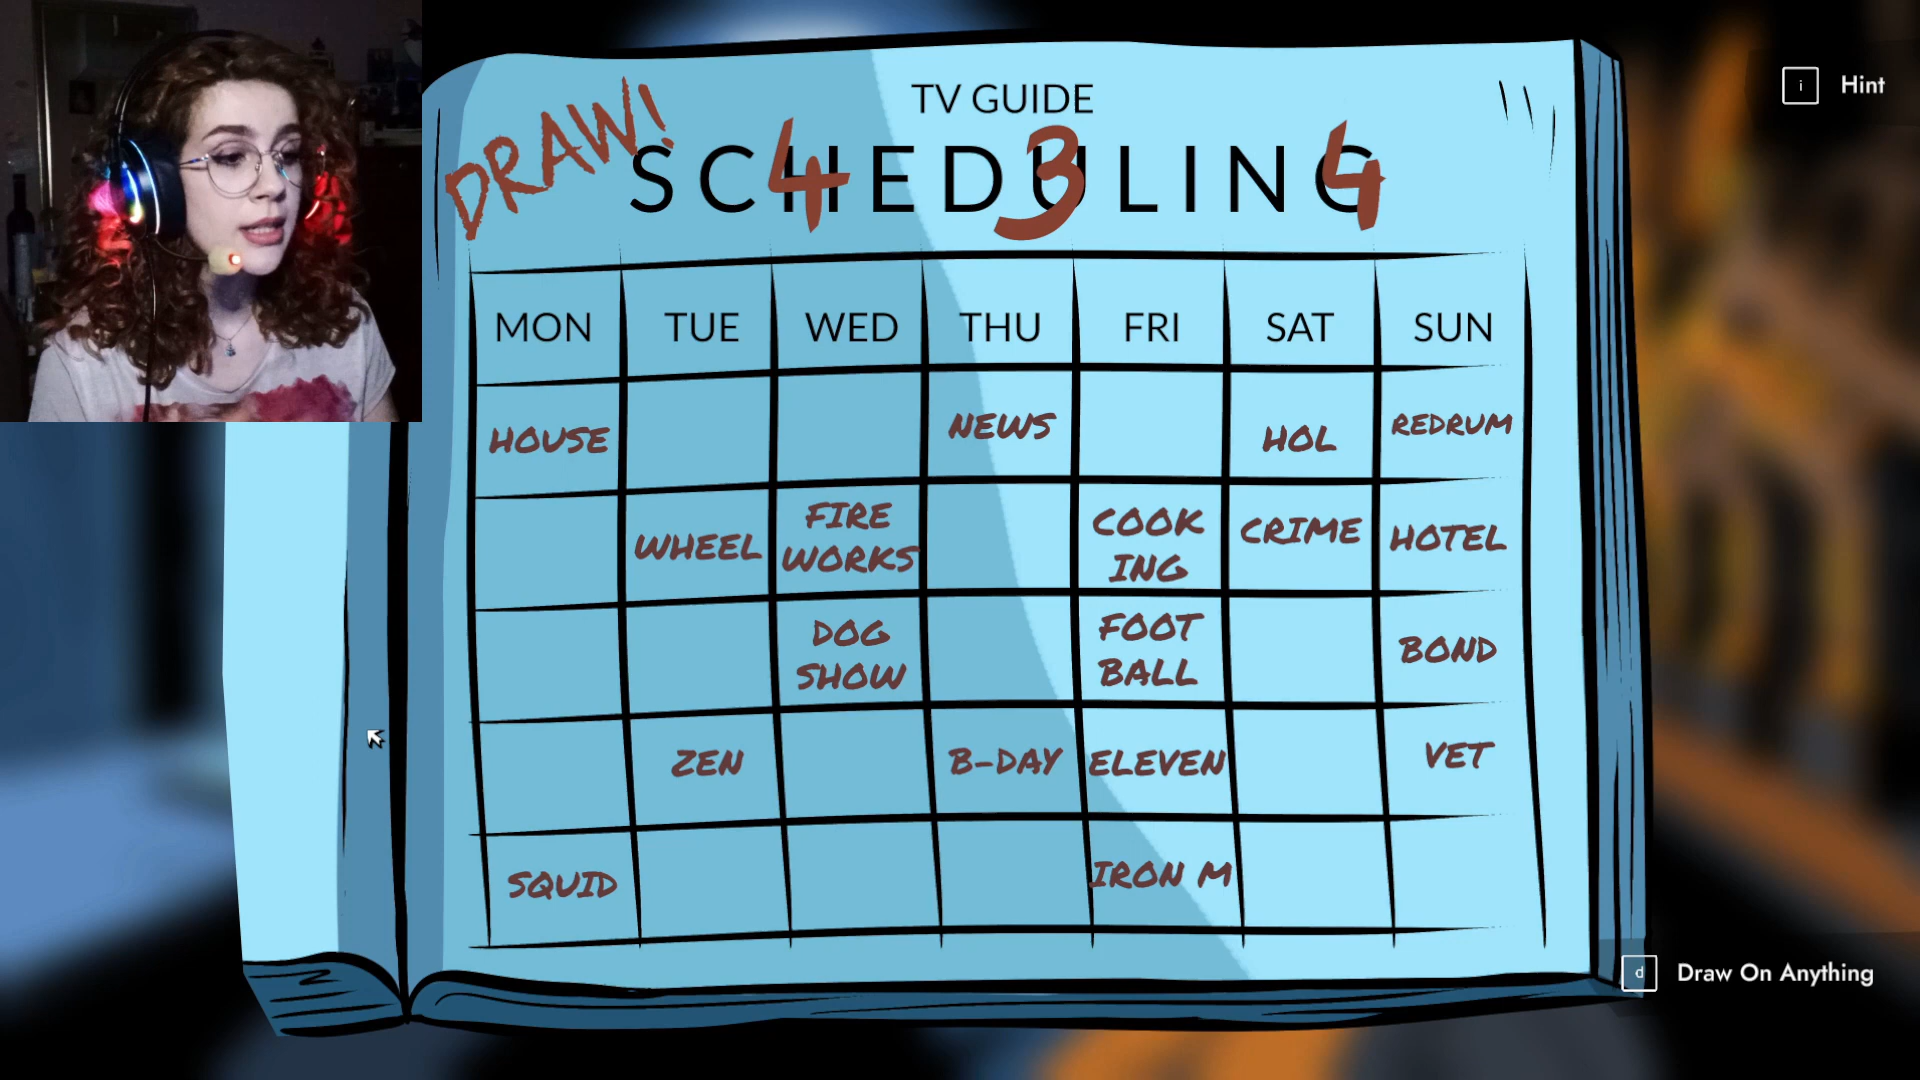 i Hint
TV GUIDE
DRAW!
SCHEDULING
4 3 4
MON TUE WED THU FRI SAT SUN
HOUSE NEWS HOL REDRUM
WHEEL FIRE WORKS COOK ING CRIME HOTEL
DOG SHOW FOOT BALL BOND
ZEN B-DAY ELEVEN VET
SQUID IRON M
d Draw On Anything